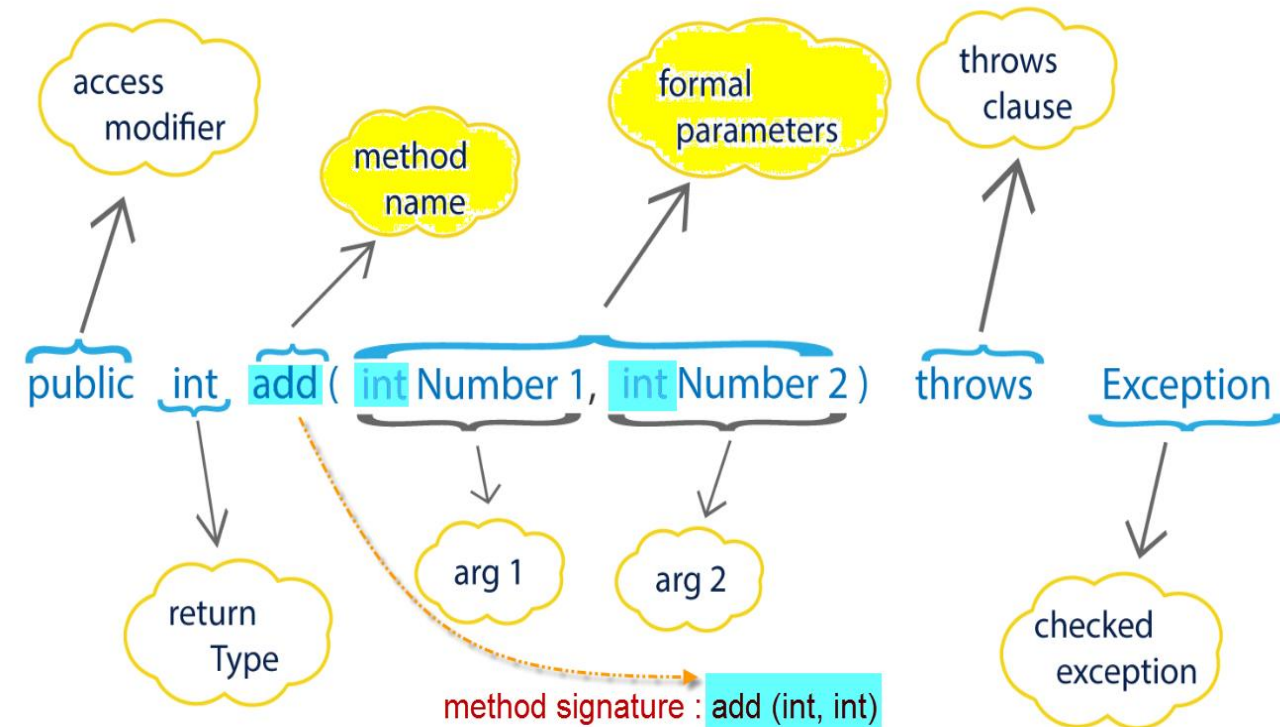 access
modifier
method
name
formal
parameters
throws
clause
public int add ( int Number 1, int Number 2 ) throws Exception
arg 1
arg 2
return
Type
checked
exception
method signature : add (int, int)